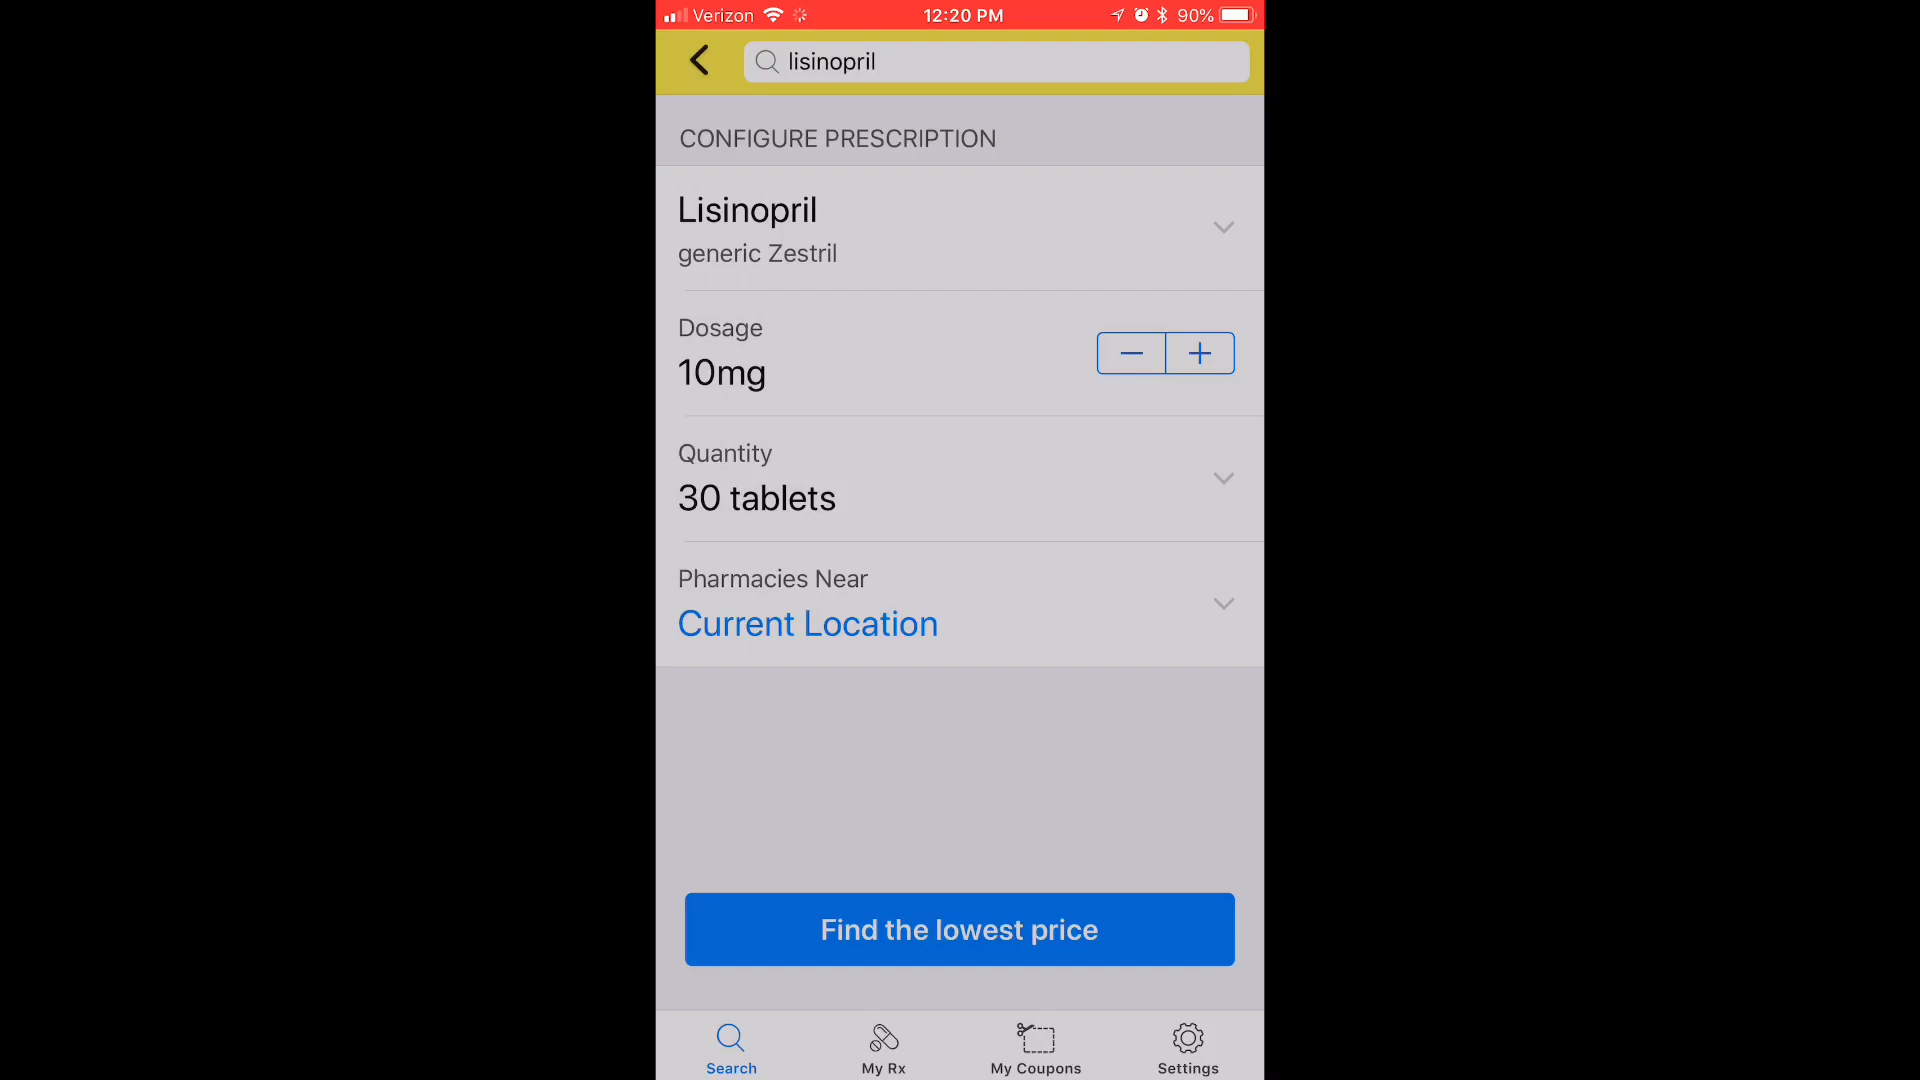 Verizon 12:20 PM 90%
lisinopril
CONFIGURE PRESCRIPTION
Lisinopril
generic Zestril
Dosage
10mg
Quantity
30 tablets
Pharmacies Near
Current Location
Find the lowest price
Search My Rx My Coupons Settings